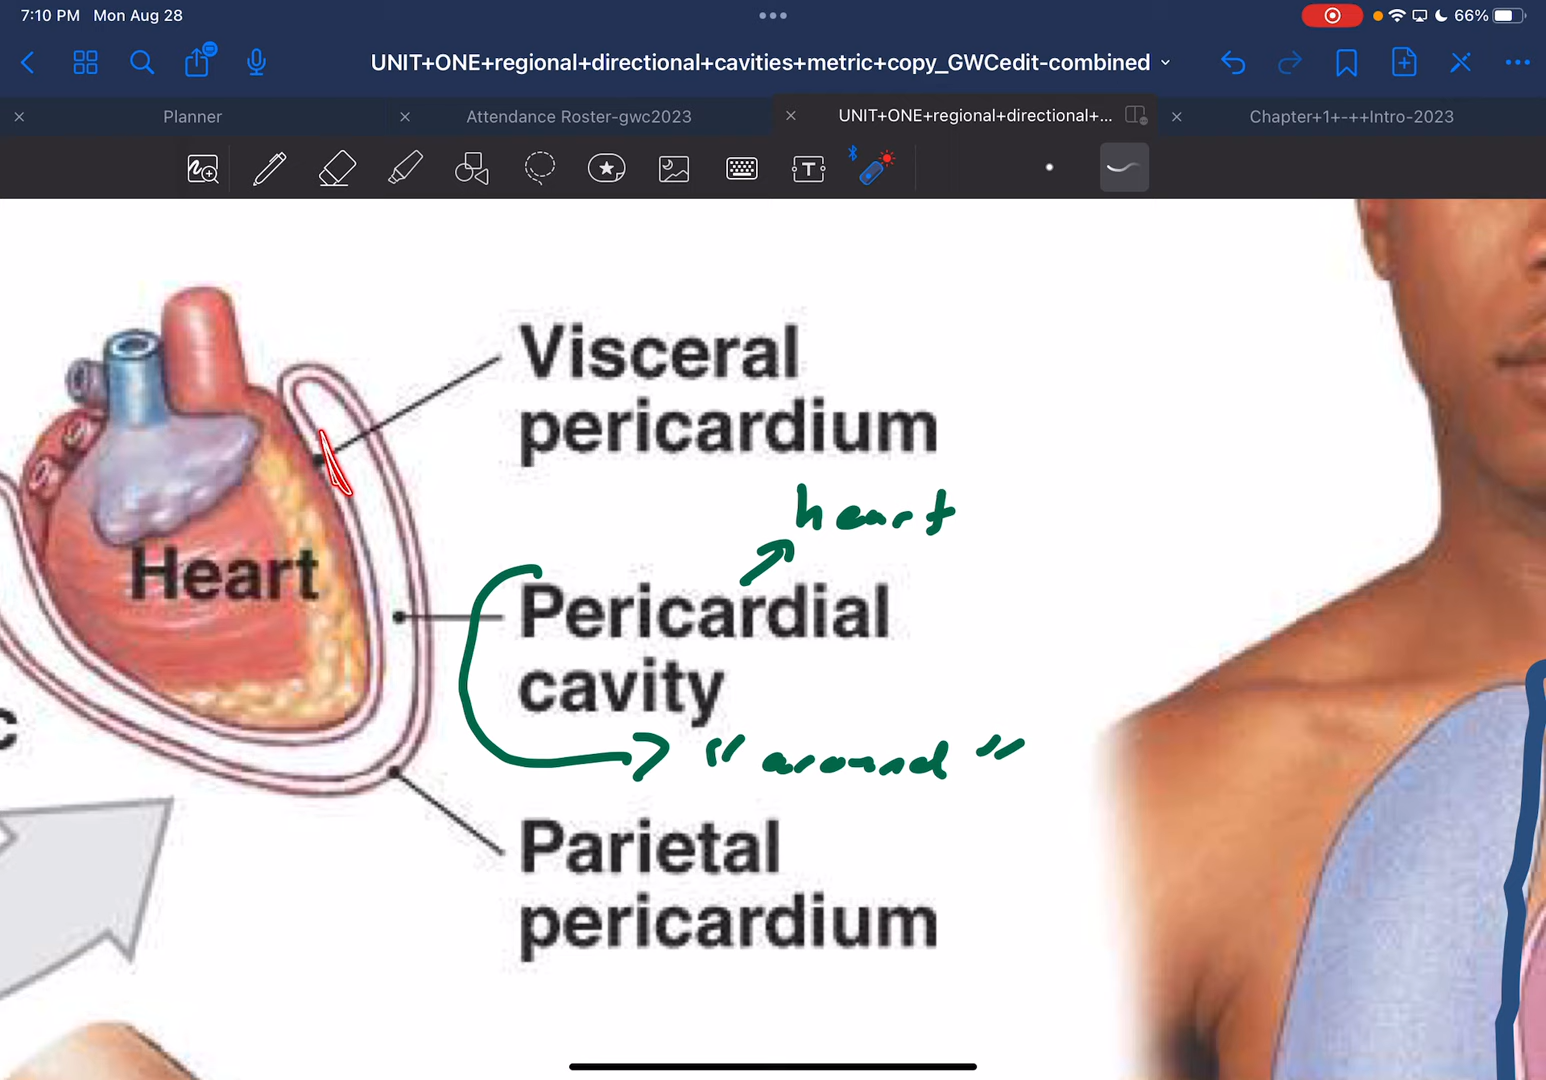 7:10 PM Mon Aug 28
66%
UNIT+ONE+regional+directional+cavities+metric+copy_GWCedit-combined
Planner
Attendance Roster-gwc2023
UNIT+ONE+regional+directional+...
Chapter+1+-++Intro-2023
T
Visceral
pericardium
heart
Heart
Pericardial
cavity
"around"
Parietal
pericardium
c